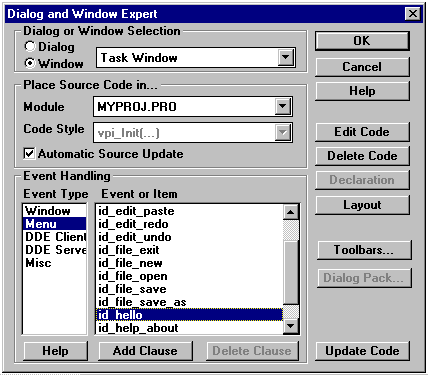 Dialog and Window Expert
Dialog or Window Selection
Dialog
Window
Task Window
OK
Cancel
Help
Place Source Code in...
Module
MYPROJ.PRO
Code Style
vpi_Init(...)
Automatic Source Update
Edit Code
Delete Code
Declaration
Layout
Event Handling
Event Type
Event or Item
Window
Menu
DDE Client
DDE Serve
Misc
id_edit_paste
id_edit_redo
id_edit_undo
id_file_exit
id_file_new
id_file_open
id_file_save
id_file_save_as
id_hello
id_help_about
Toolbars...
Dialog Pack...
Help
Add Clause
Delete Clause
Update Code